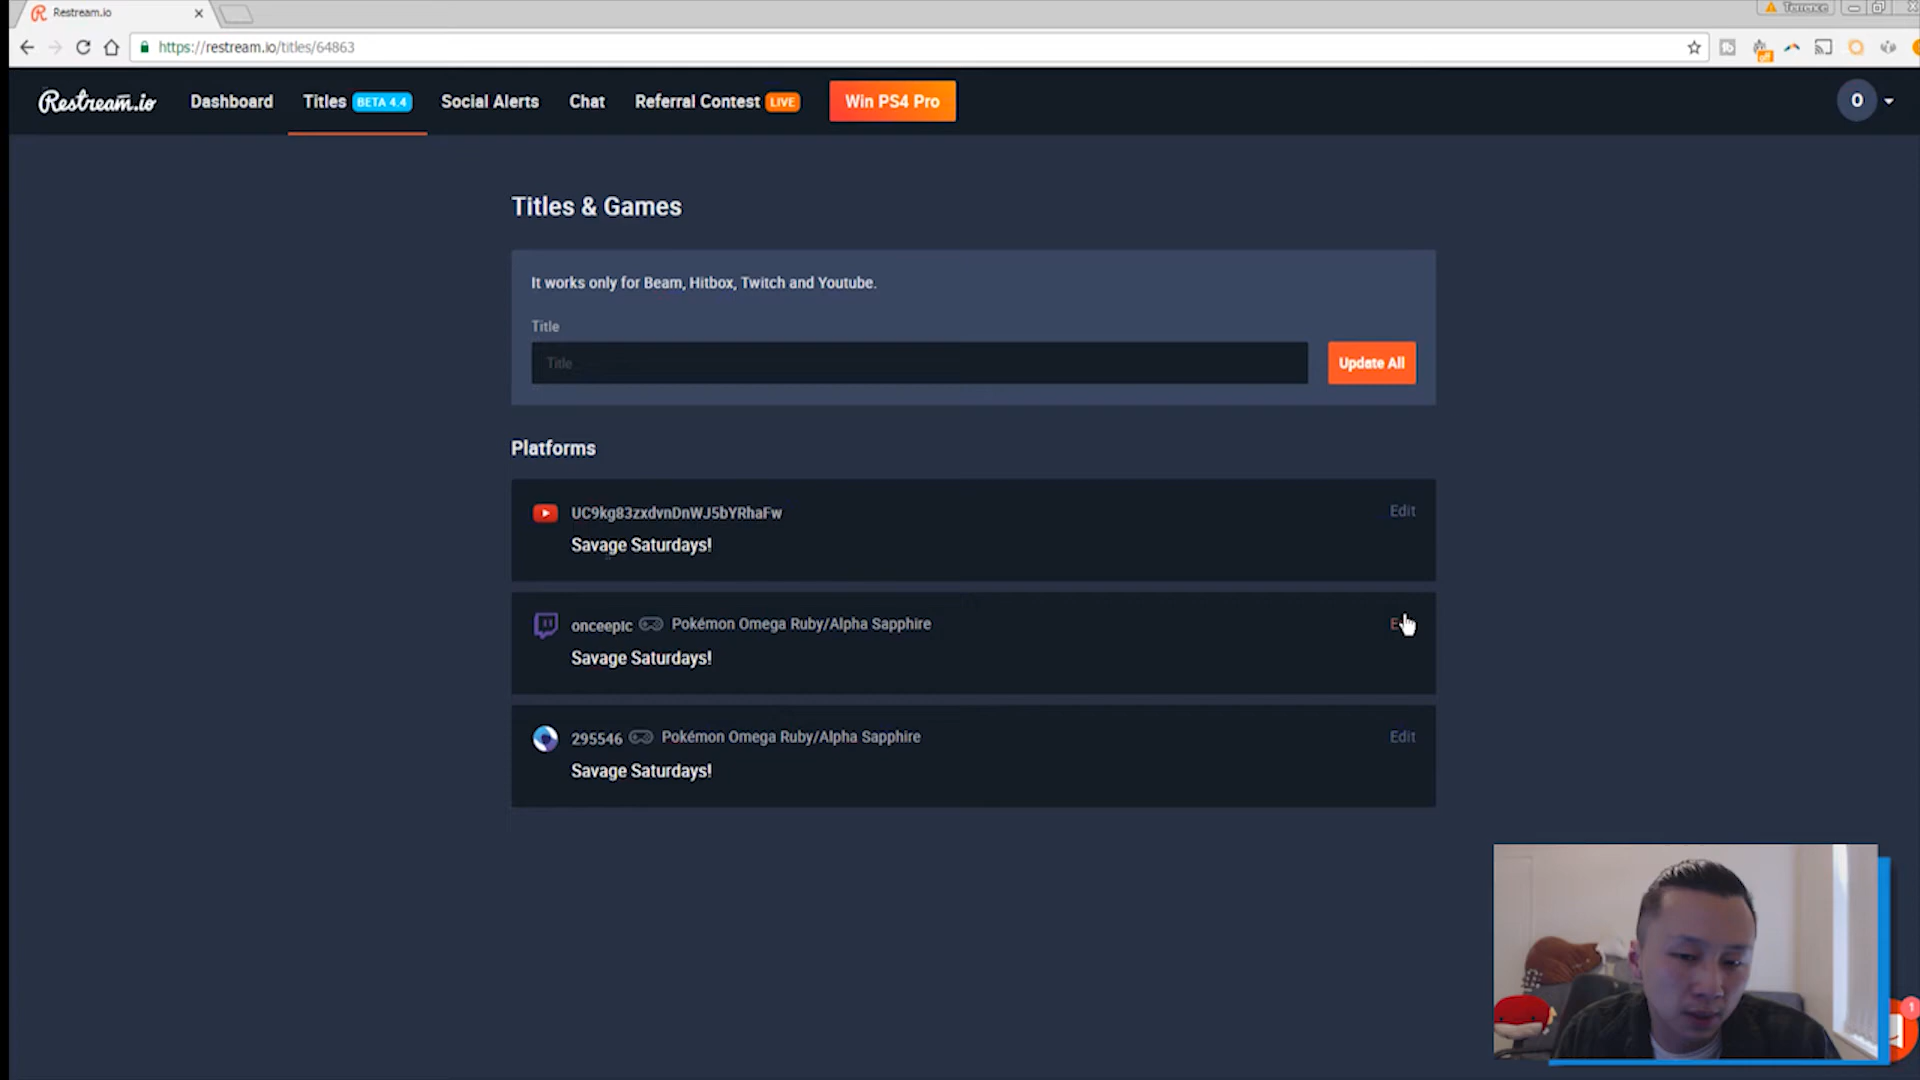 Restream.io
Terrence
https://restream.io/titles/64863
Restream.io Dashboard Titles BETA 4.4 Social Alerts Chat Referral Contest LIVE Win PS4 Pro O
Titles & Games
It works only for Beam, Hitbox, Twitch and Youtube.
Title
Title Update All
Platforms
UC9kg83zxdvnDnWJ5bYRhaFw Edit
Savage Saturdays!
onceepic Pokémon Omega Ruby/Alpha Sapphire
Savage Saturdays!
295546 Pokémon Omega Ruby/Alpha Sapphire Edit
Savage Saturdays!
1